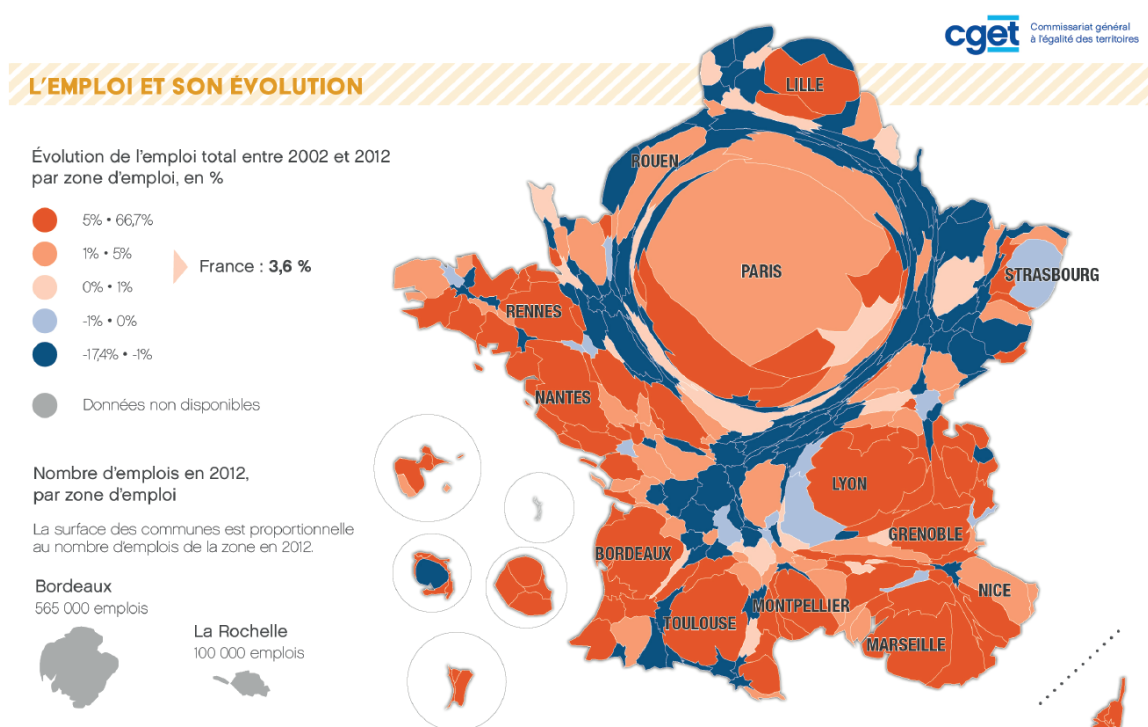 cget
Commissariat général
à l'égalité des territoires
L'EMPLOI ET SON ÉVOLUTION
Évolution de l'emploi total entre 2002 et 2012
par zone d'emploi, en %
5% • 66,7%
1% • 5%
0% • 1%
-1% • 0%
-17,4% • -1%
France : 3,6 %
Données non disponibles
Nombre d'emplois en 2012,
par zone d'emploi
La surface des communes est proportionnelle
au nombre d'emplois de la zone en 2012.
Bordeaux
565 000 emplois
La Rochelle
100 000 emplois
LILLE
ROUEN
PARIS
STRASBOURG
RENNES
NANTES
LYON
GRENOBLE
BORDEAUX
NICE
MONTPELLIER
TOULOUSE
MARSEILLE